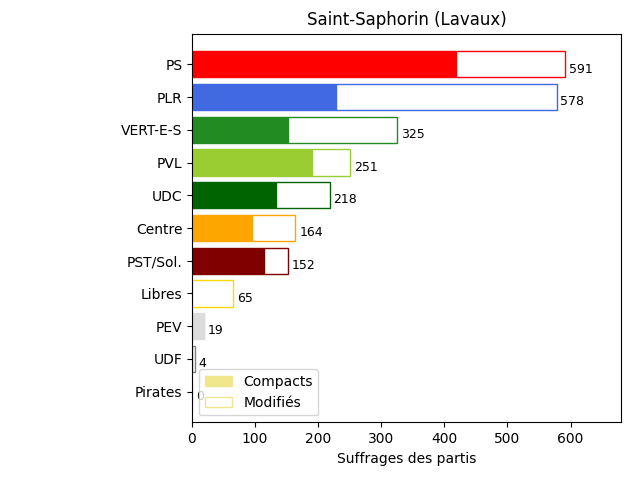 Saint-Saphorin (Lavaux)
PS 591
PLR 578
VERT-E-S 325
PVL 251
UDC 218
Centre 164
PST/Sol. 152
Libres 65
PEV 19
UDF 4
Pirates 0
Compacts
Modifiés
0 100 200 300 400 500 600
Suffrages des partis